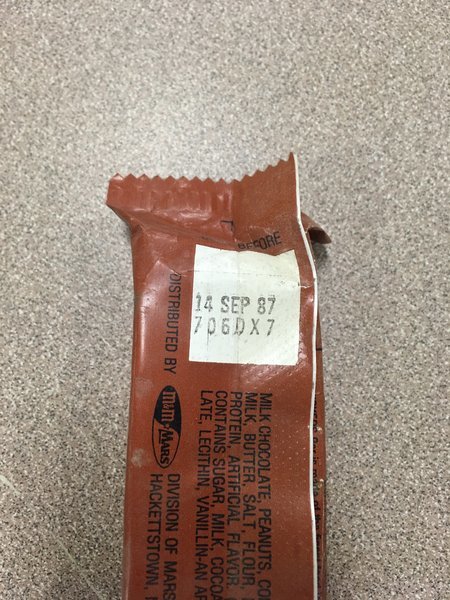 BEFORE
14 SEP 87
706DX7
DISTRIBUTED BY
M&M MARS
DIVISION OF MARS
HACKETTSTOWN,
MILK CHOCOLATE, PEANUTS,
MILK, BUTTER, SALT, FLOUR,
PROTEIN, ARTIFICIAL FLAVOR,
CONTAINS SUGAR, MILK, COCOA
LATE, LECITHIN, VANILLIN-AN